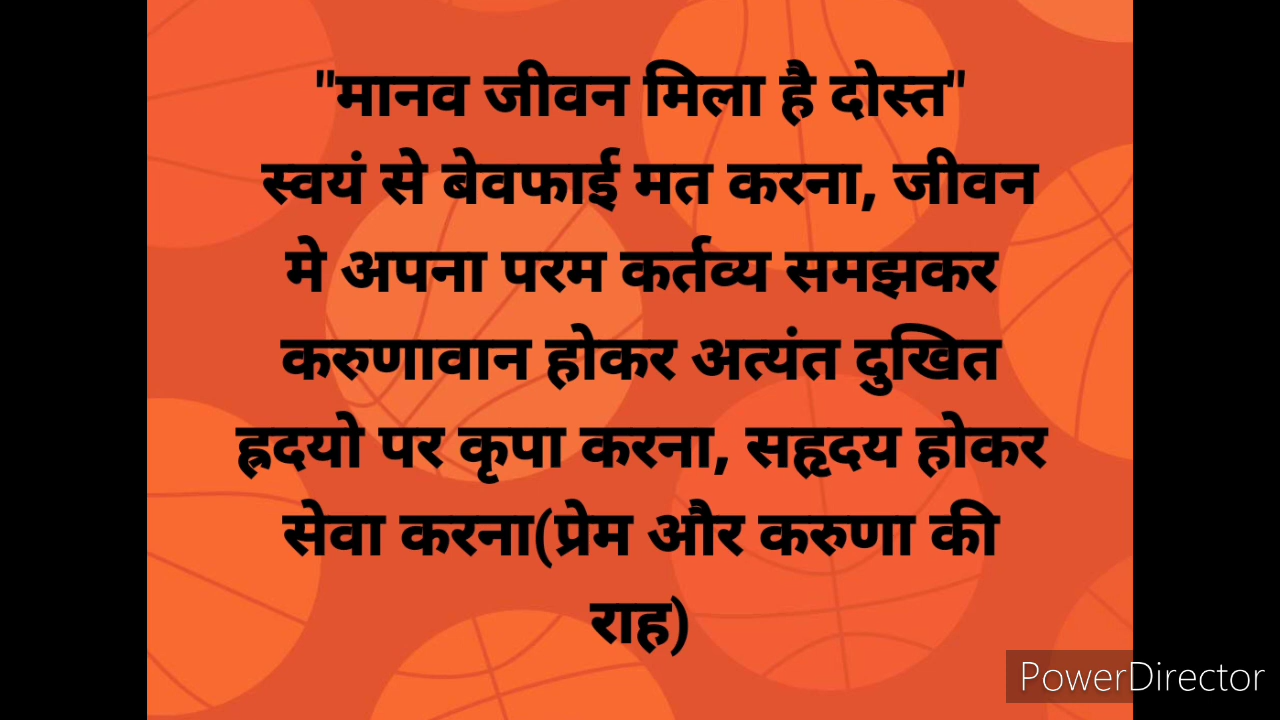 "मानव जीवन मिला है दोस्त"
स्वयं से बेवफाई मत करना, जीवन
मे अपना परम कर्तव्य समझकर
करुणावान होकर अत्यंत दुखित
ह्रदयो पर कृपा करना, सहृदय होकर
सेवा करना(प्रेम और करुणा की
राह)
PowerDirector